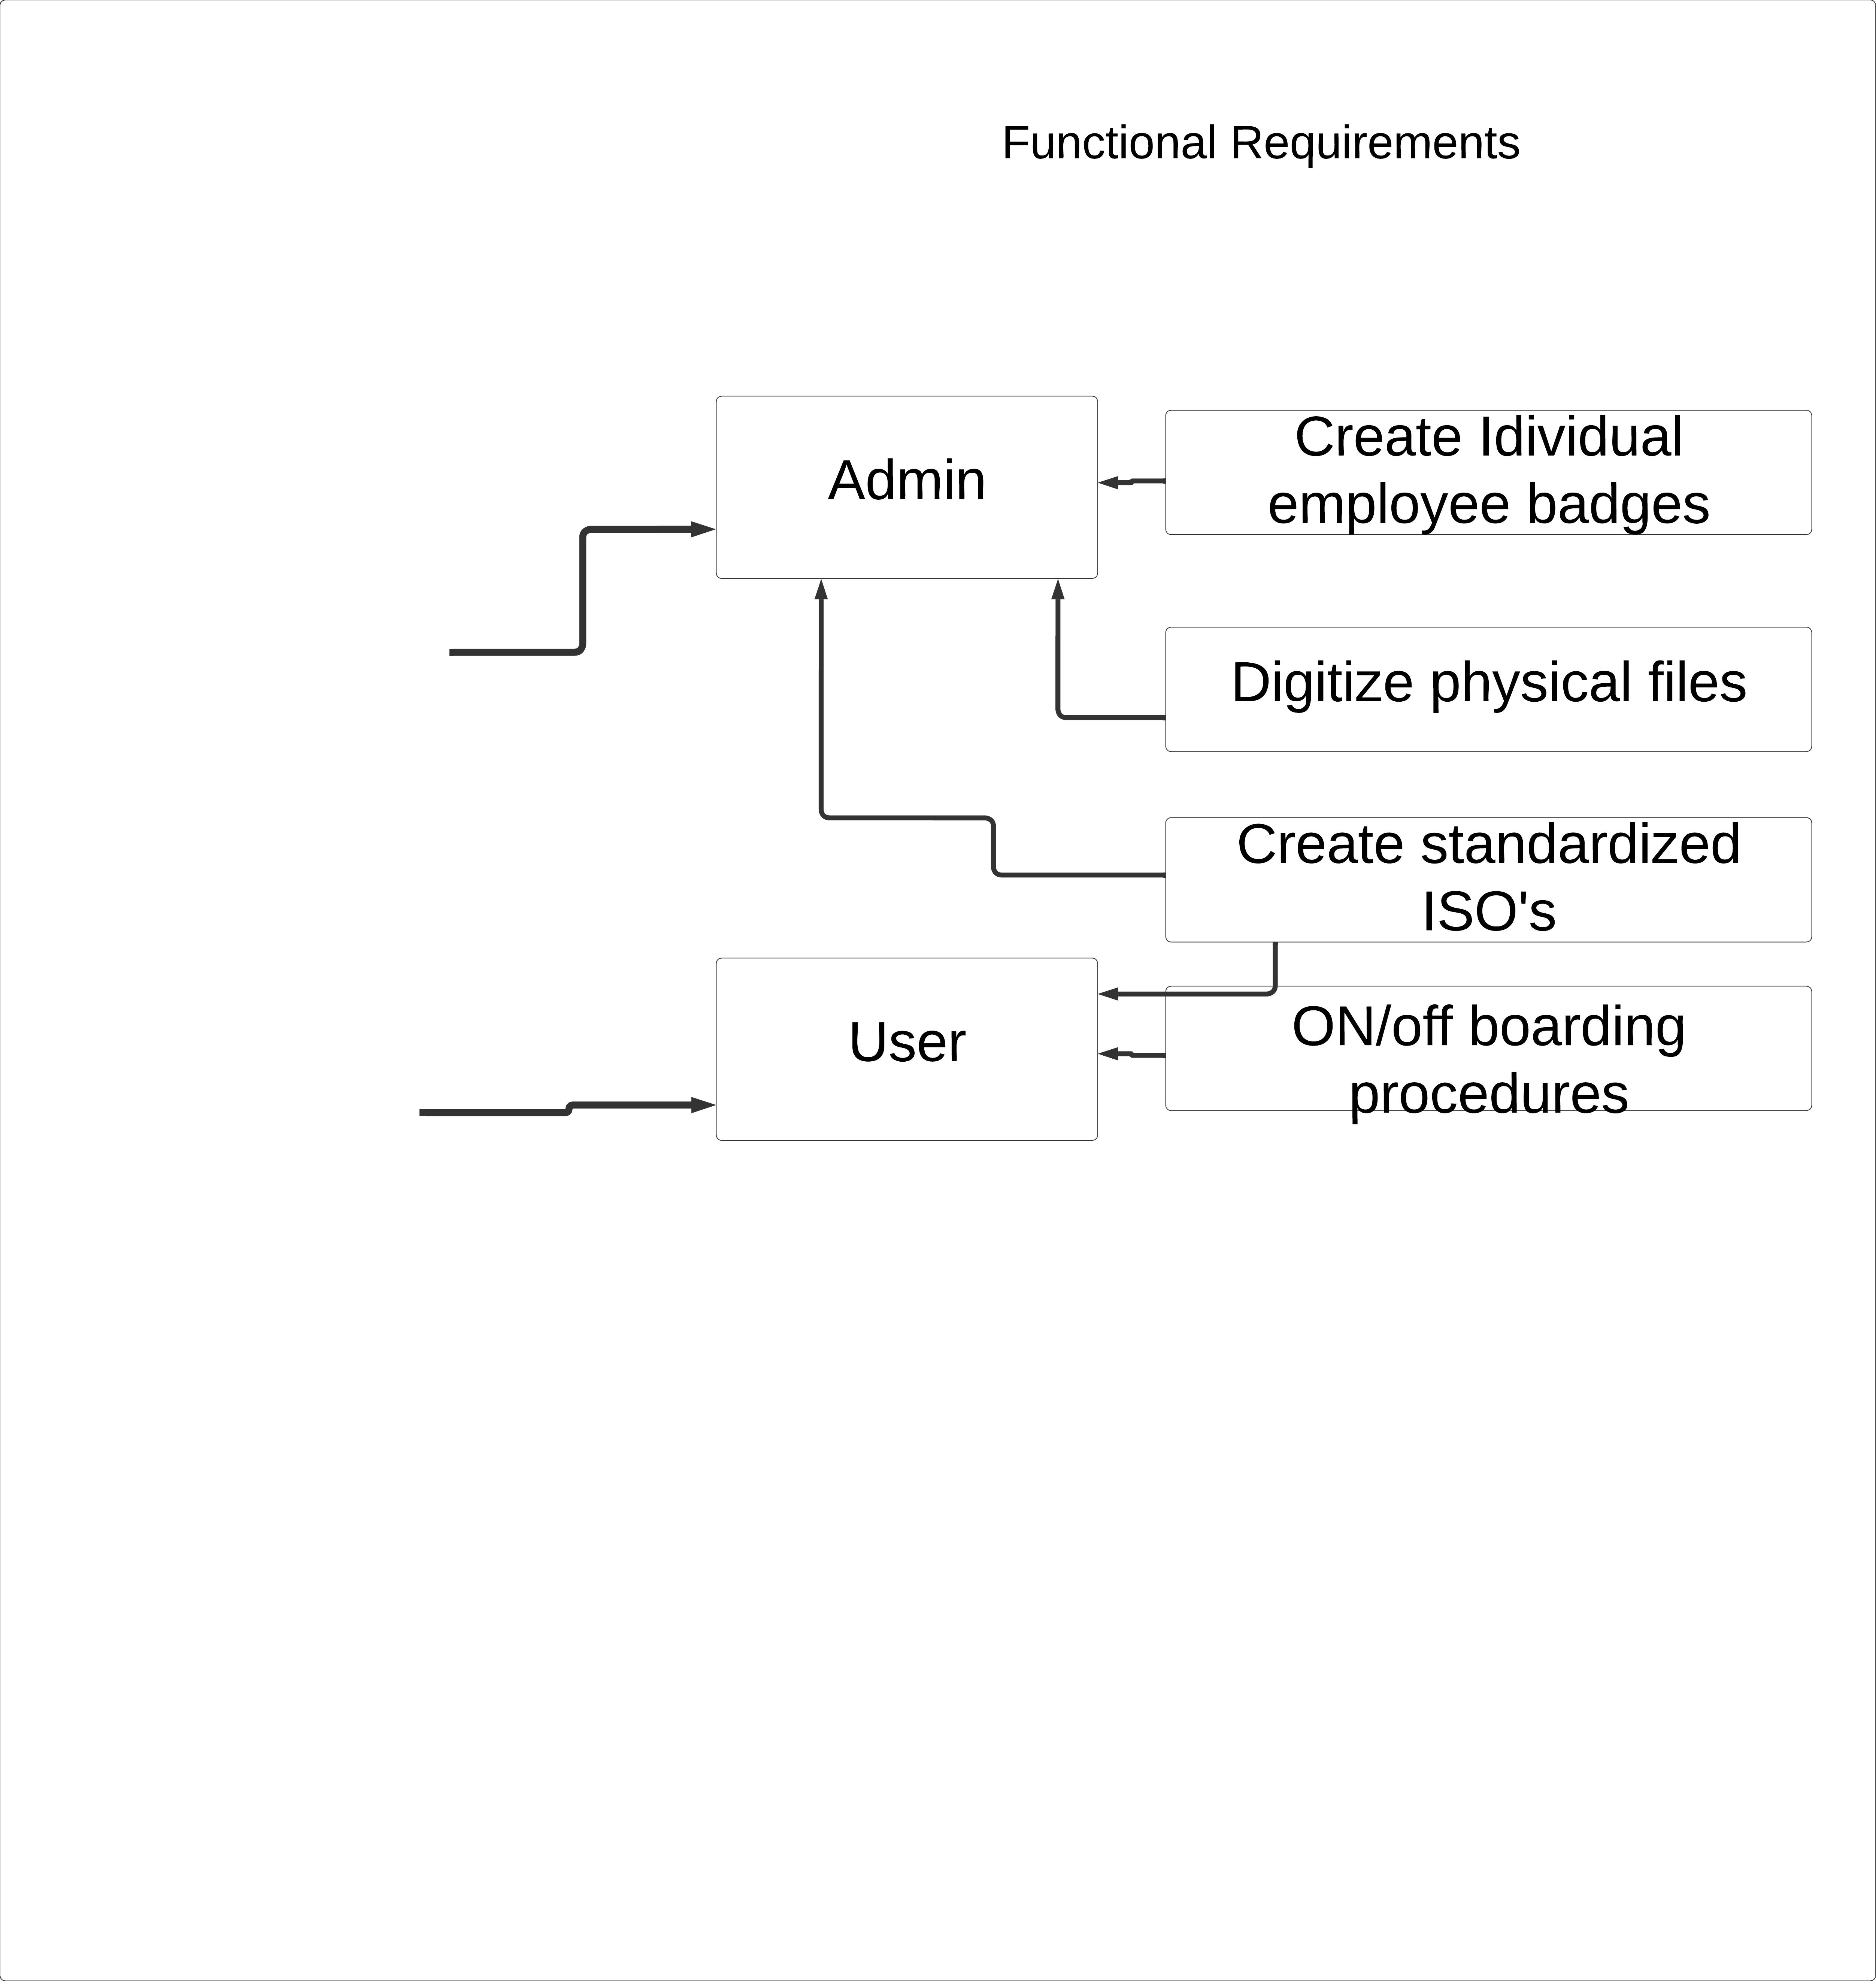 Functional Requirements
Admin
Create Idividual
employee badges
Digitize physical files
Create standardized
ISO's
User
ON/off boarding
procedures